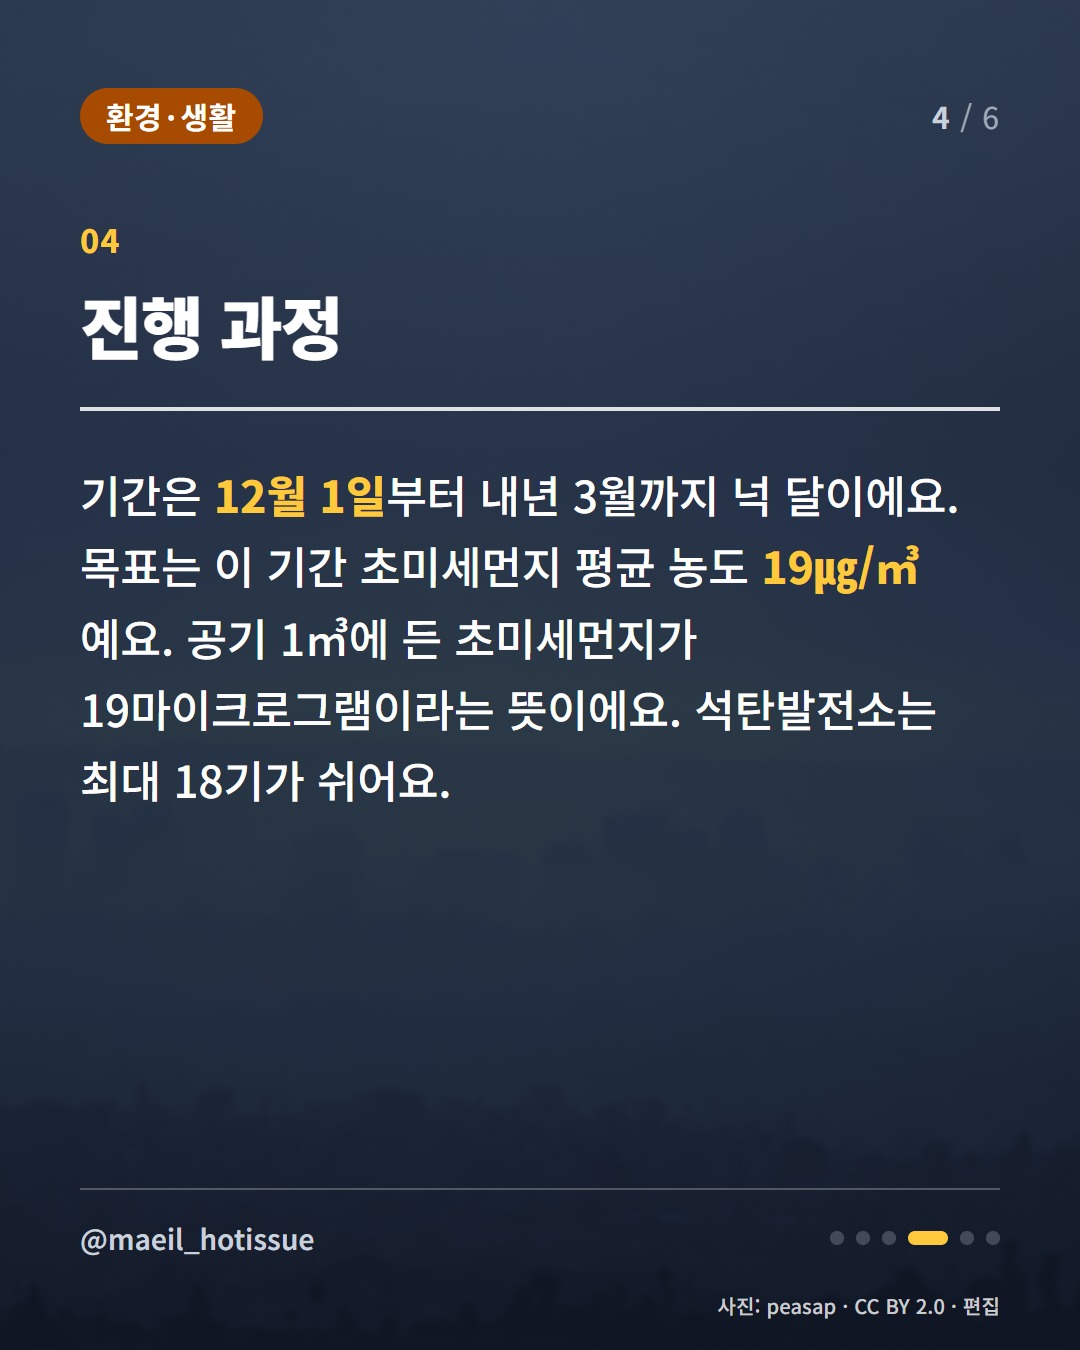 환경·생활
4 / 6
04
진행 과정
기간은 12월 1일부터 내년 3월까지 넉 달이에요.
목표는 이 기간 초미세먼지 평균 농도 19㎍/㎥
예요. 공기 1㎥에 든 초미세먼지가
19마이크로그램이라는 뜻이에요. 석탄발전소는
최대 18기가 쉬어요.
@maeil_hotissue
사진: peasap · CC BY 2.0 · 편집